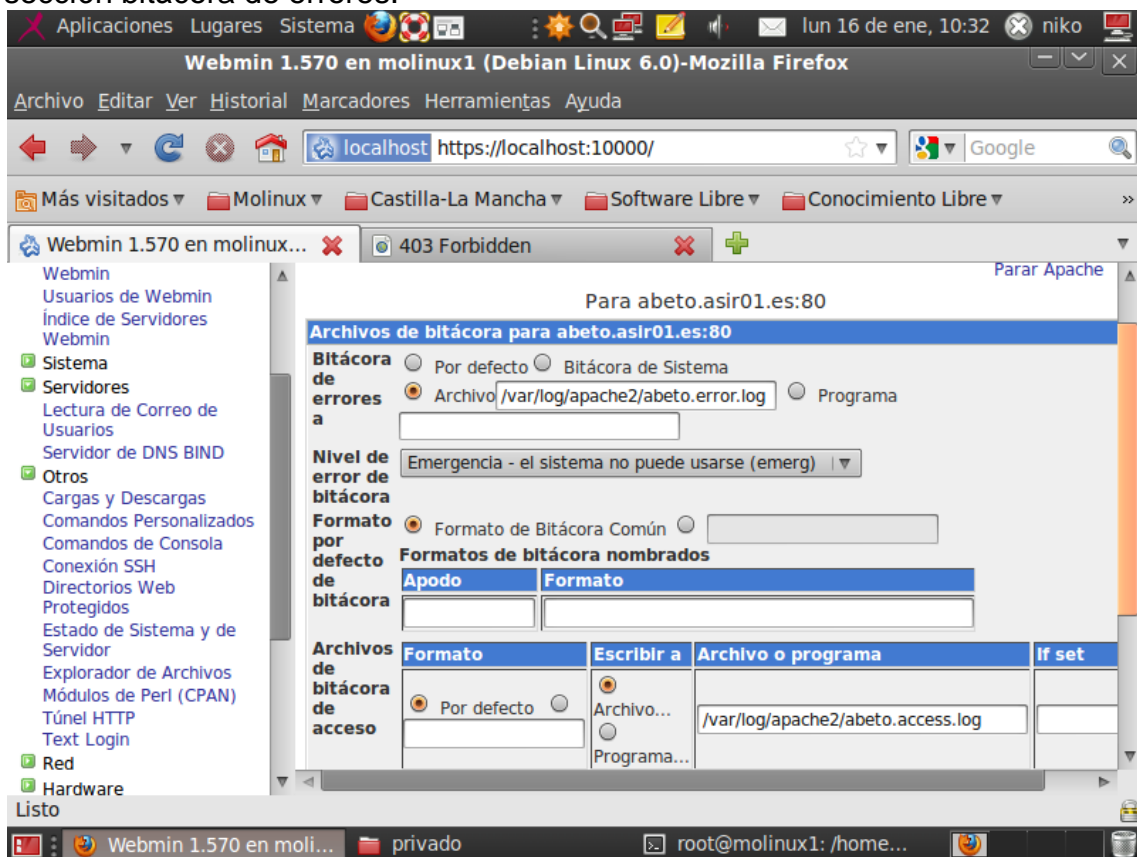 sección bitácora de errores.
Aplicaciones Lugares Sistema lun 16 de ene, 10:32 niko
Webmin 1.570 en molinux1 (Debian Linux 6.0)-Mozilla Firefox
Archivo Editar Ver Historial Marcadores Herramientas Ayuda
localhost https://localhost:10000/ Google
Más visitados Molinux Castilla-La Mancha Software Libre Conocimiento Libre »
Webmin 1.570 en molinux... 403 Forbidden
Webmin
Usuarios de Webmin
Índice de Servidores
Webmin
Sistema
Servidores
Lectura de Correo de
Usuarios
Servidor de DNS BIND
Otros
Cargas y Descargas
Comandos Personalizados
Comandos de Consola
Conexión SSH
Directorios Web
Protegidos
Estado de Sistema y de
Servidor
Explorador de Archivos
Módulos de Perl (CPAN)
Túnel HTTP
Text Login
Red
Hardware
Parar Apache
Para abeto.asir01.es:80
Archivos de bitácora para abeto.asir01.es:80
Bitácora
de
errores
a
Por defecto Bitácora de Sistema
Archivo /var/log/apache2/abeto.error.log Programa
Nivel de
error de
bitácora
Emergencia - el sistema no puede usarse (emerg)
Formato
por
defecto
de
bitácora
Formato de Bitácora Común
Formatos de bitácora nombrados
Apodo Formato
Archivos
de
bitácora
de
acceso
Formato Escribir a Archivo o programa If set
Por defecto
Archivo...
Programa...
/var/log/apache2/abeto.access.log
Listo
Webmin 1.570 en moli... privado root@molinux1: /home...